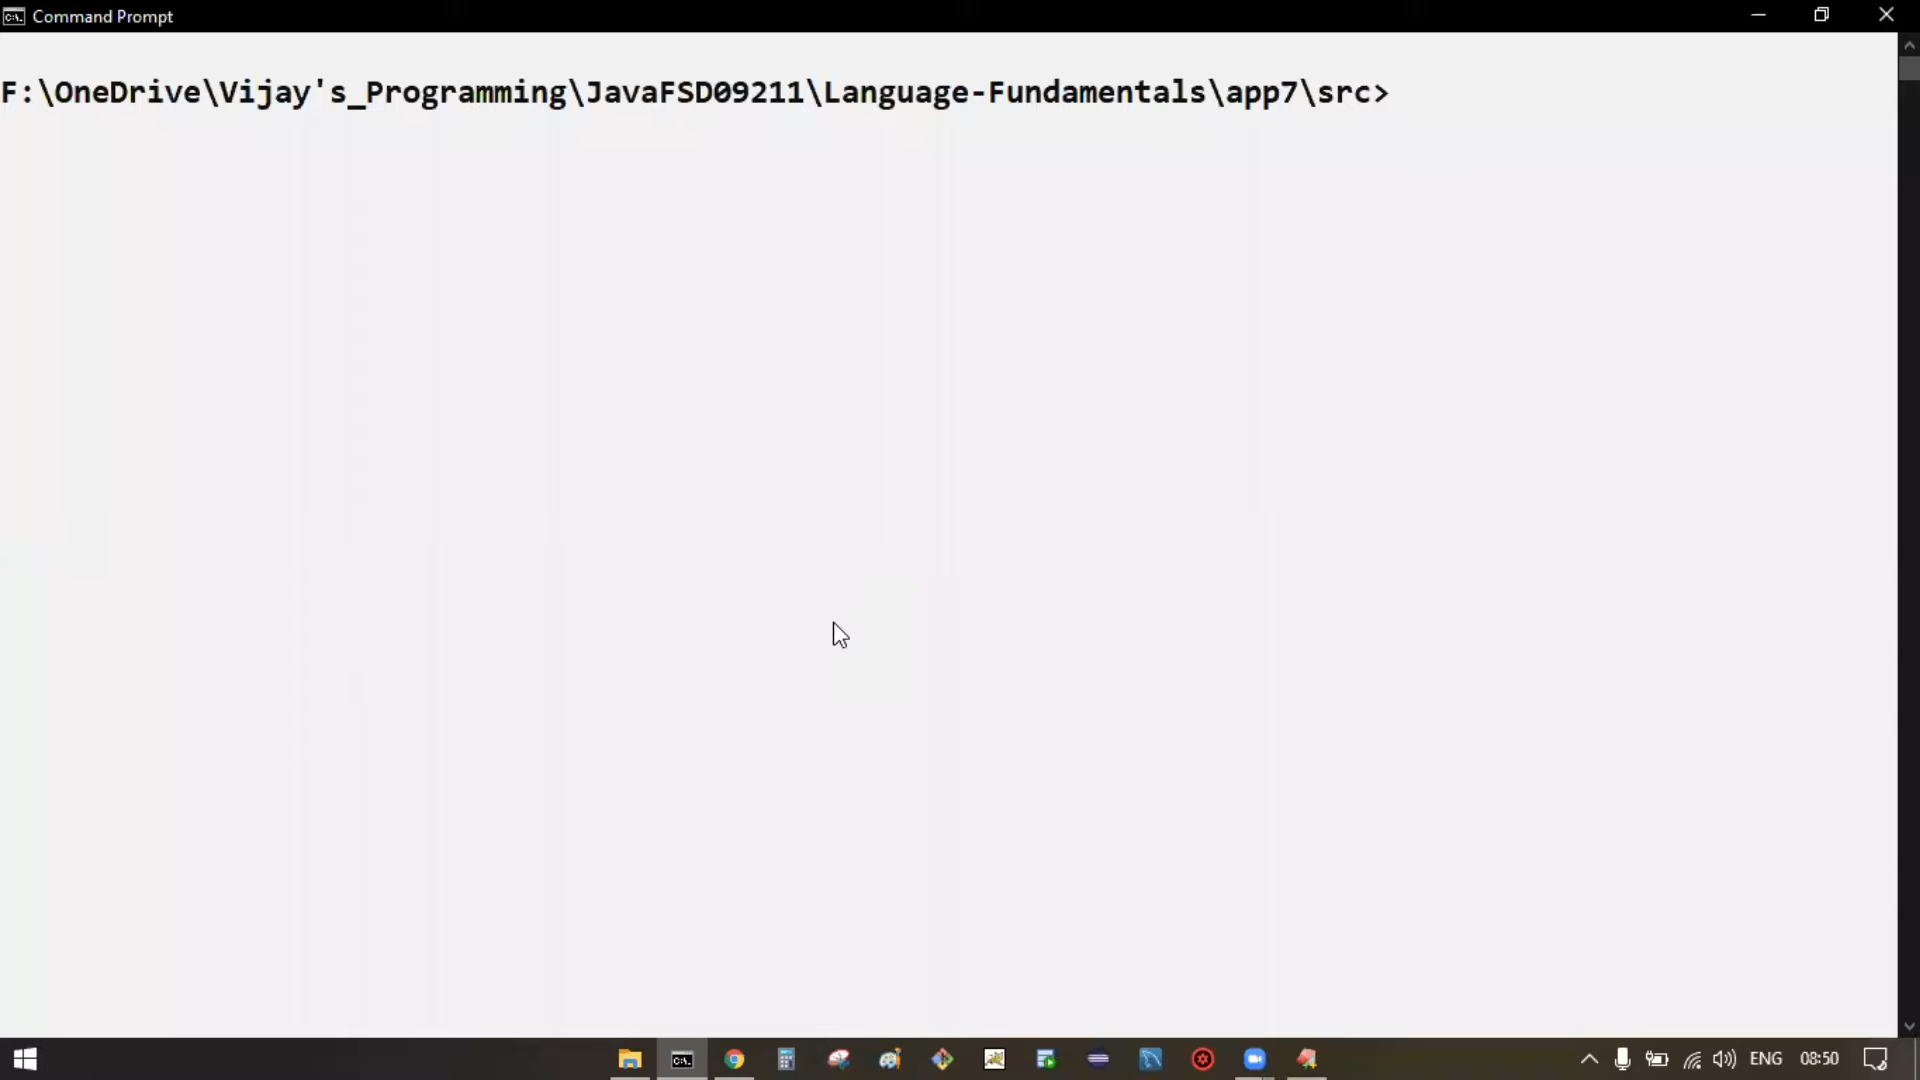 Command Prompt
F:\OneDrive\Vijay's_Programming\JavaFSD09211\Language-Fundamentals\app7\src>
ENG 08:50